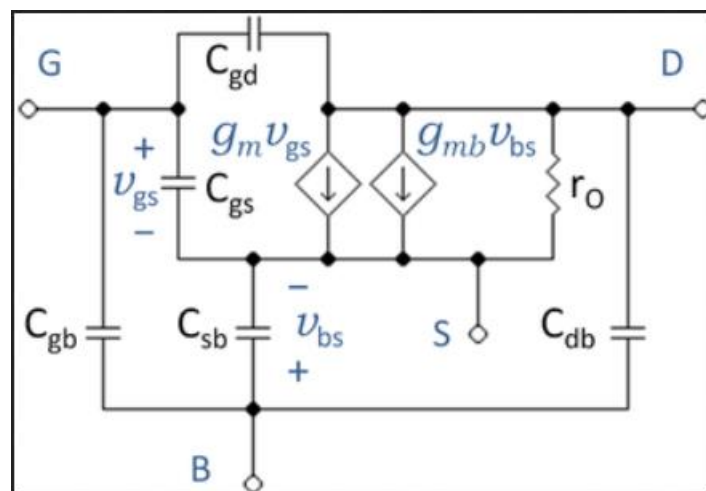 G
C_gd
D
g_m v_gs
g_mb v_bs
+
v_gs
−
C_gs
r_O
C_gb
C_sb
−
v_bs
+
S
C_db
B